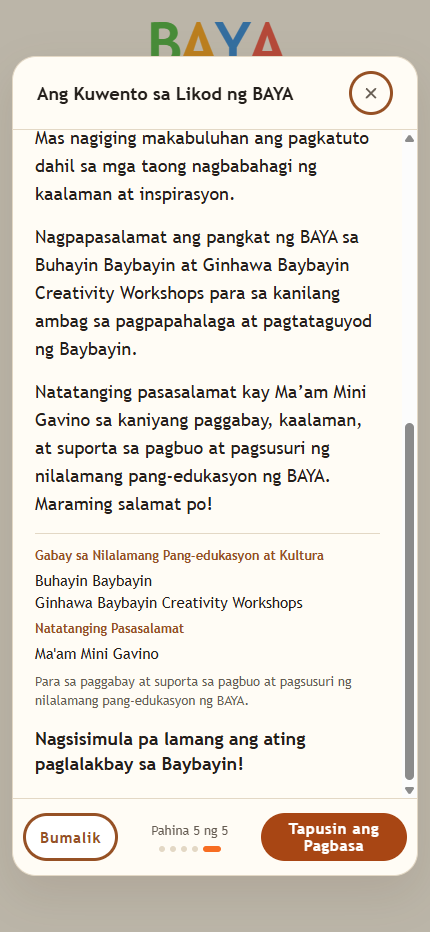 BAYA
Ang Kuwento sa Likod ng BAYA
Mas nagiging makabuluhan ang pagkatuto
dahil sa mga taong nagbabahagi ng
kaalaman at inspirasyon.
Nagpapasalamat ang pangkat ng BAYA sa
Buhayin Baybayin at Ginhawa Baybayin
Creativity Workshops para sa kanilang
ambag sa pagpapahalaga at pagtataguyod
ng Baybayin.
Natatanging pasasalamat kay Ma’am Mini
Gavino sa kaniyang paggabay, kaalaman,
at suporta sa pagbuo at pagsusuri ng
nilalamang pang-edukasyon ng BAYA.
Maraming salamat po!
Gabay sa Nilalamang Pang-edukasyon at Kultura
Buhayin Baybayin
Ginhawa Baybayin Creativity Workshops
Natatanging Pasasalamat
Ma'am Mini Gavino
Para sa paggabay at suporta sa pagbuo at pagsusuri ng
nilalamang pang-edukasyon ng BAYA.
Nagsisimula pa lamang ang ating
paglalakbay sa Baybayin!
Bumalik
Pahina 5 ng 5
Tapusin ang
Pagbasa